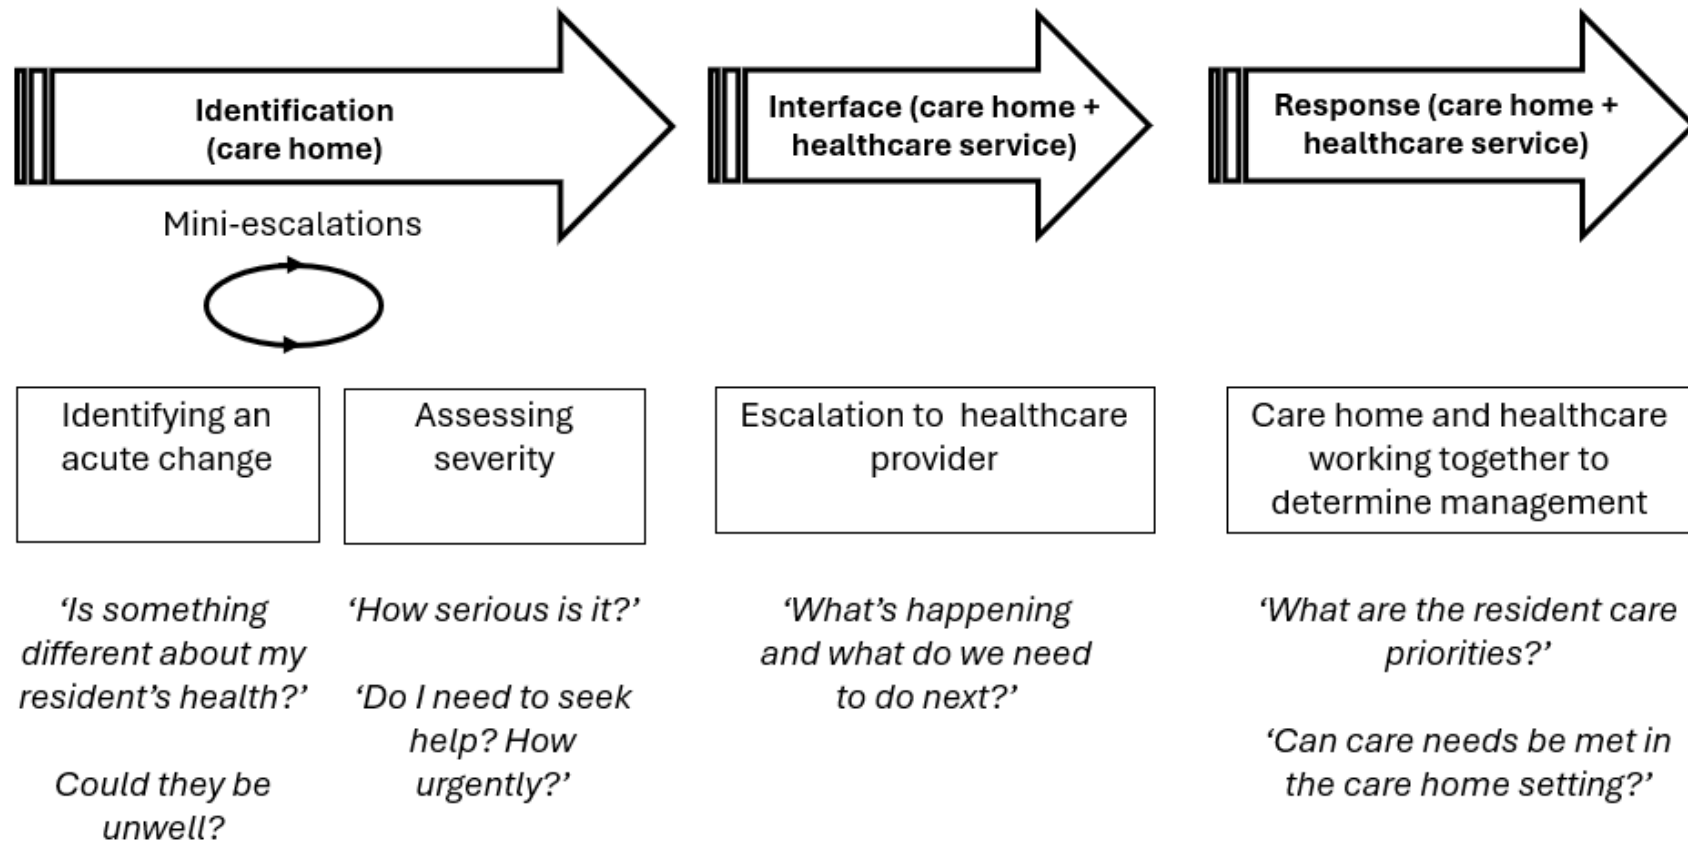 Identification
(care home)
Interface (care home +
healthcare service)
Response (care home +
healthcare service)
Mini-escalations
Identifying an
acute change
Assessing
severity
Escalation to  healthcare
provider
Care home and healthcare
working together to
determine management
‘Is something
different about my
resident’s health?’
Could they be
unwell?
‘How serious is it?’
‘Do I need to seek
help? How
urgently?’
‘What’s happening
and what do we need
to do next?’
‘What are the resident care
priorities?’
‘Can care needs be met in
the care home setting?’